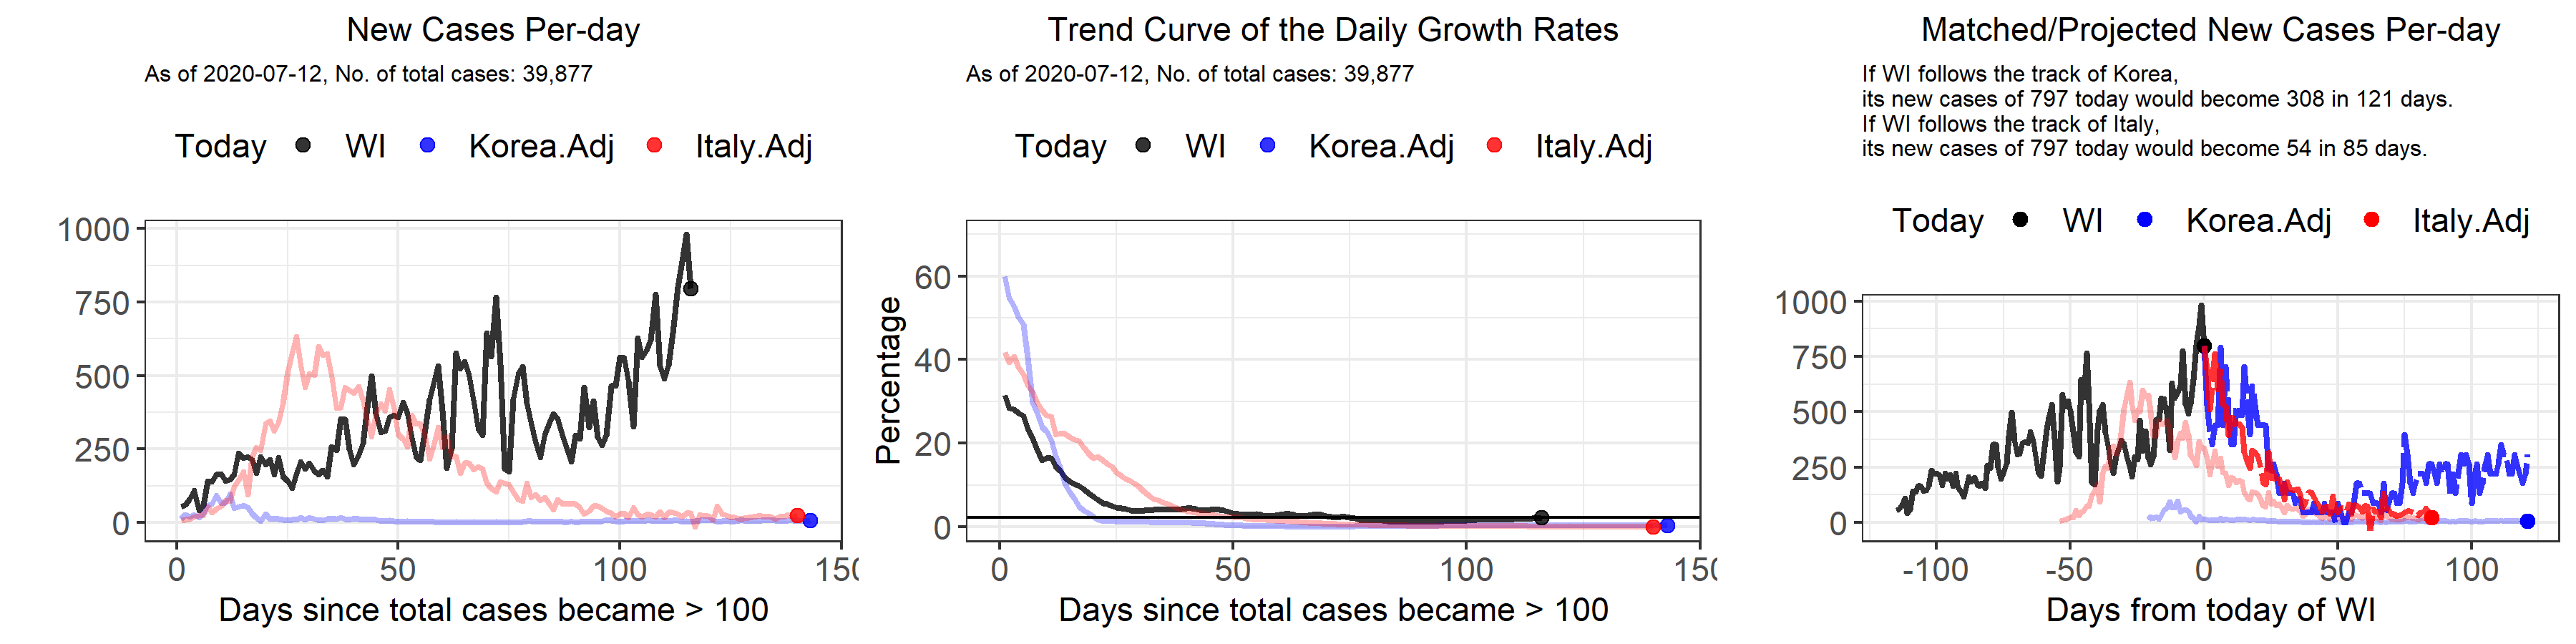 New Cases Per-day
As of 2020-07-12, No. of total cases: 39,877
Today WI Korea.Adj Italy.Adj
1000
750
500
250
0
0 50 100 150
Days since total cases became > 100
Trend Curve of the Daily Growth Rates
As of 2020-07-12, No. of total cases: 39,877
Today WI Korea.Adj Italy.Adj
Percentage
60
40
20
0
0 50 100 150
Days since total cases became > 100
Matched/Projected New Cases Per-day
If WI follows the track of Korea,
its new cases of 797 today would become 308 in 121 days.
If WI follows the track of Italy,
its new cases of 797 today would become 54 in 85 days.
Today WI Korea.Adj Italy.Adj
1000
750
500
250
0
-100 -50 0 50 100
Days from today of WI